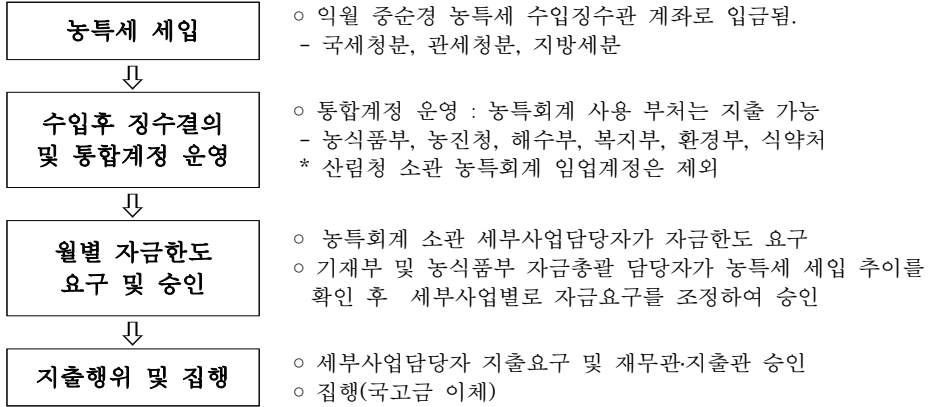 농특세 세입
○ 익월 중순경 농특세 수입징수관 계좌로 입금됨.
- 국세청분, 관세청분, 지방세분
⇩
수입후 징수결의
및 통합계정 운영
○ 통합계정 운영 : 농특회계 사용 부처는 지출 가능
- 농식품부, 농진청, 해수부, 복지부, 환경부, 식약처
* 산림청 소관 농특회계 임업계정은 제외
⇩
월별 자금한도
요구 및 승인
○ 농특회계 소관 세부사업담당자가 자금한도 요구
○ 기재부 및 농식품부 자금총괄 담당자가 농특세 세입 추이를
확인 후 세부사업별로 자금요구를 조정하여 승인
⇩
지출행위 및 집행
○ 세부사업담당자 지출요구 및 재무관·지출관 승인
○ 집행(국고금 이체)